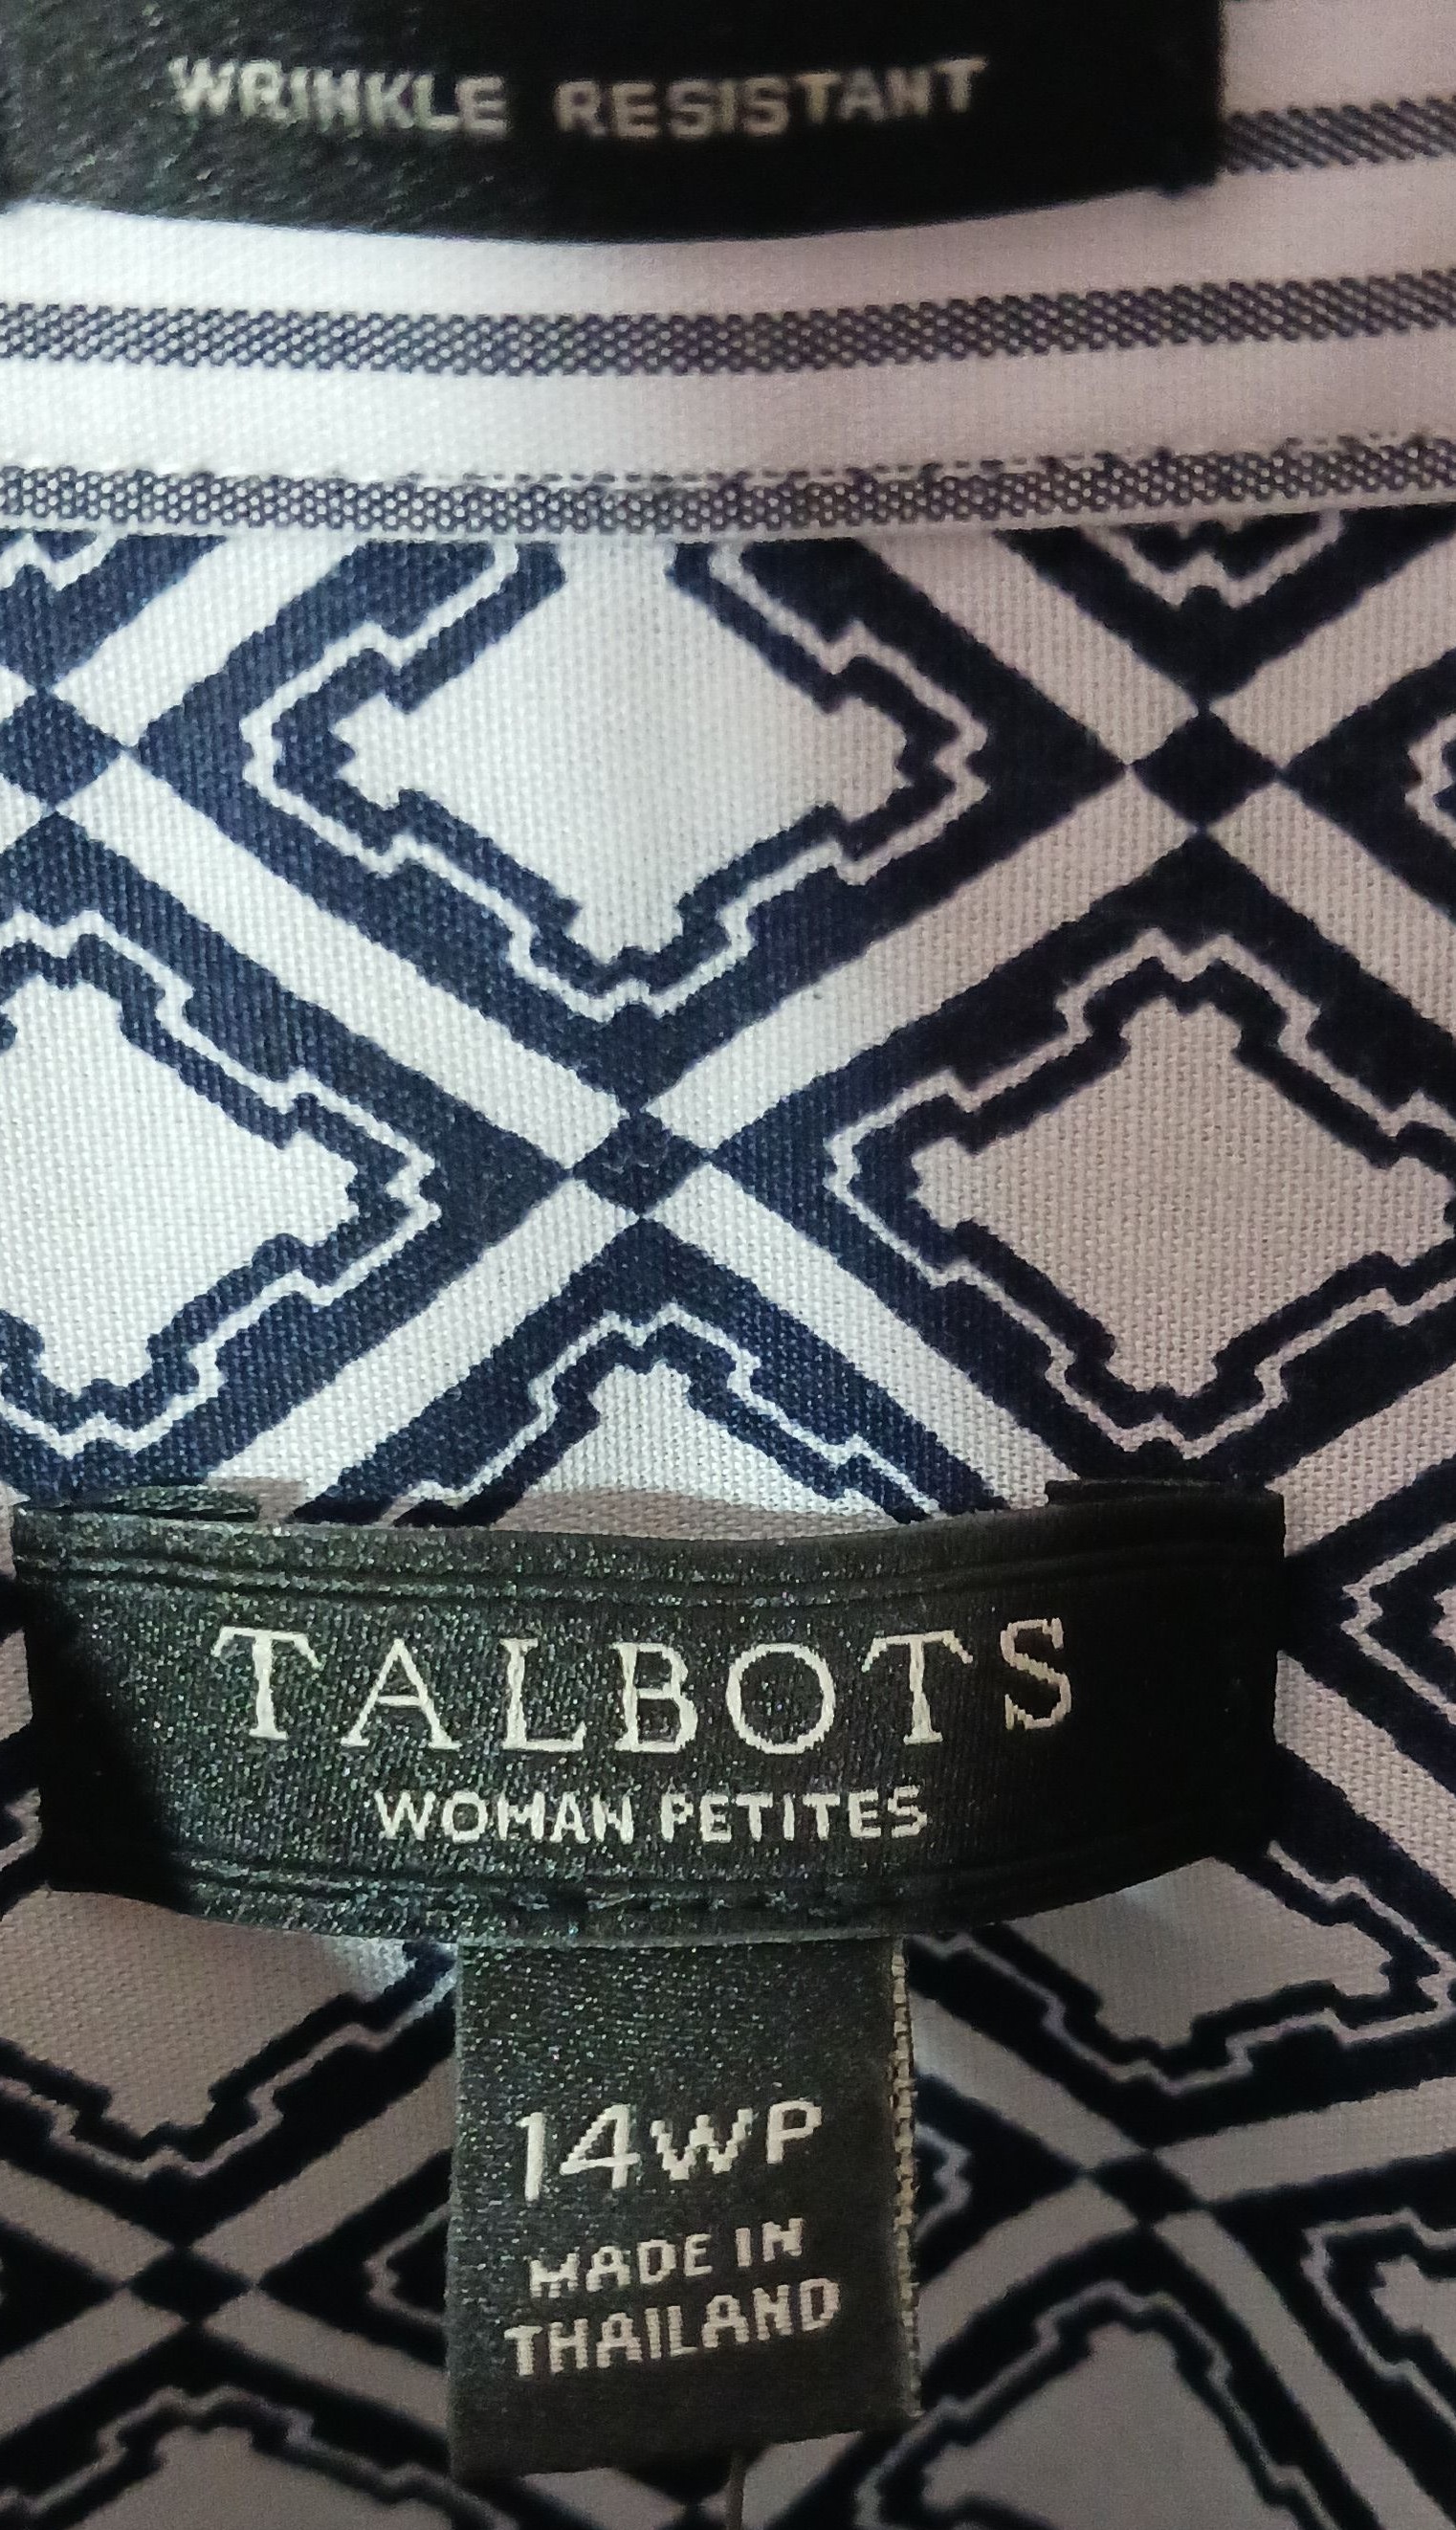 WRINKLE RESISTANT
TALBOTS
WOMAN PETITES
14WP
MADE IN
THAILAND